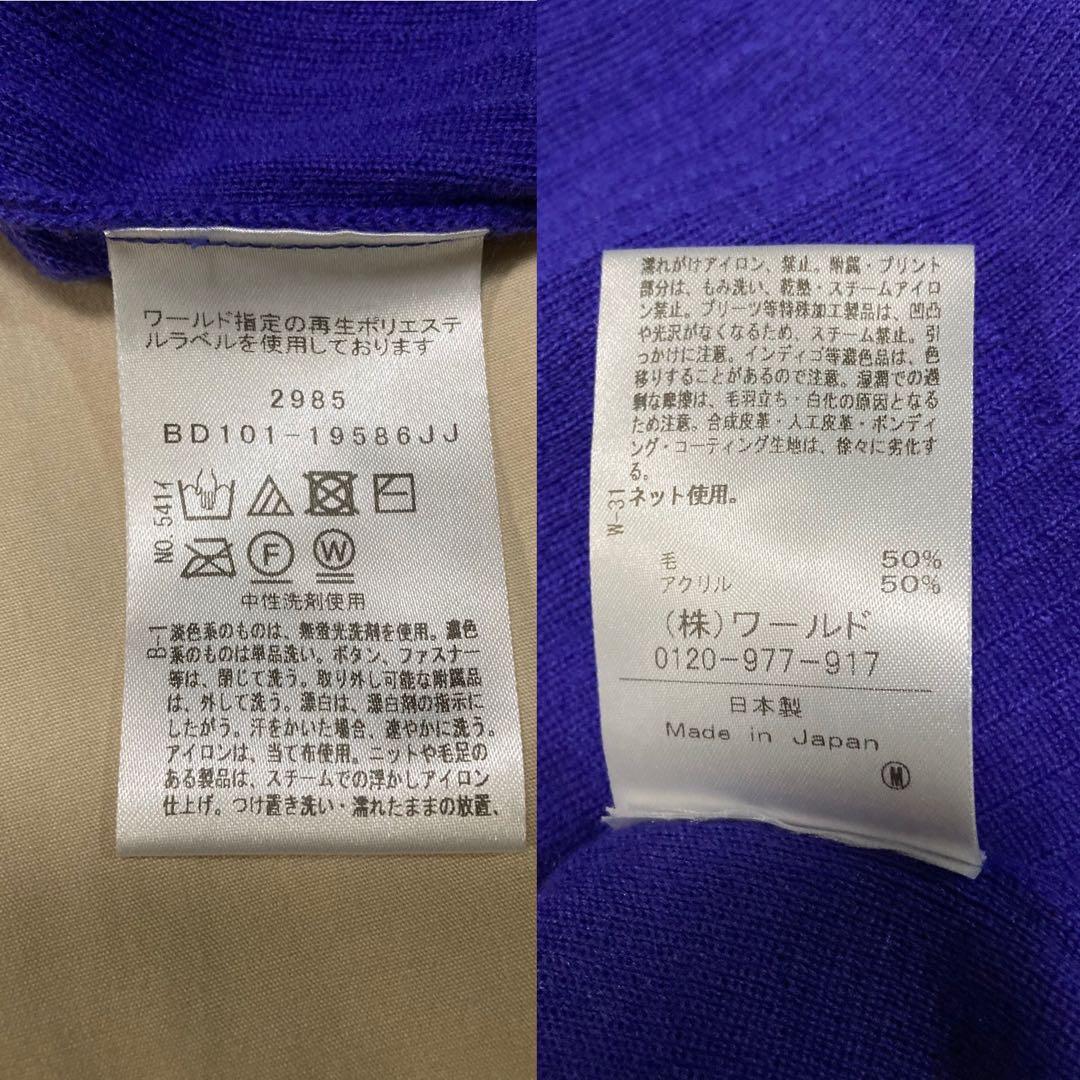 ワールド指定の再生ポリエステ
ルラベルを使用しております
2985
BD101-19586JJ
NO.541Y
F
W
中性洗剤使用
B-1
淡色系のものは、無蛍光洗剤を使用。濃色
系のものは単品洗い。ボタン、ファスナー
等は、閉じて洗う。取り外し可能な附属品
は、外して洗う。漂白は、漂白剤の指示に
したがう。汗をかいた場合、速やかに洗う。
アイロンは、当て布使用。ニットや毛足の
ある製品は、スチームでの浮かしアイロン
仕上げ。つけ置き洗い・濡れたままの放置、
濡れがけアイロン、禁止。附属・プリント
部分は、もみ洗い、乾熱・スチームアイロ
ン禁止。プリーツ等特殊加工製品は、凹凸
や光沢がなくなるため、スチーム禁止。引
っかけに注意。インディゴ等濃色品は、色
移りすることがあるので注意。湿潤での過
剰な摩擦は、毛羽立ち・白化の原因となる
ため注意。合成皮革・人工皮革・ボンディ
ング・コーティング生地は、徐々に劣化す
る。
ネット使用。
W-31
毛 50%
アクリル 50%
(株)ワールド
0120-977-917
日本製
Made in Japan
M